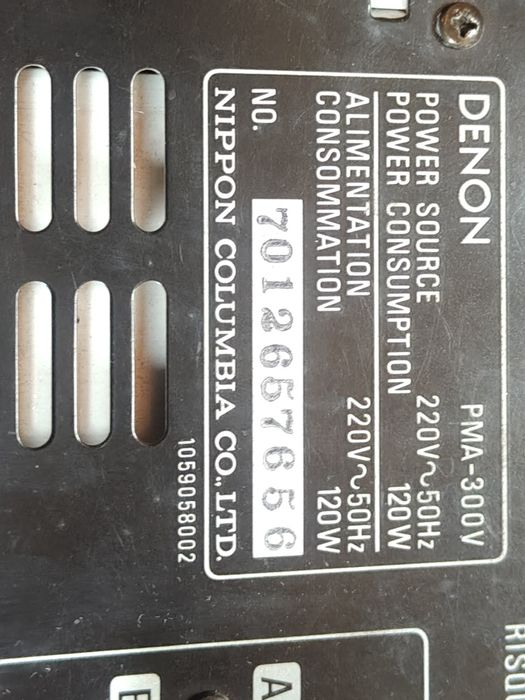 DENON PMA-300V
POWER SOURCE 220V∿50Hz
POWER CONSUMPTION 120W
ALIMENTATION 220V∿50Hz
CONSOMMATION 120W
NO. 7012657656
NIPPON COLUMBIA CO., LTD.
1059058002
A